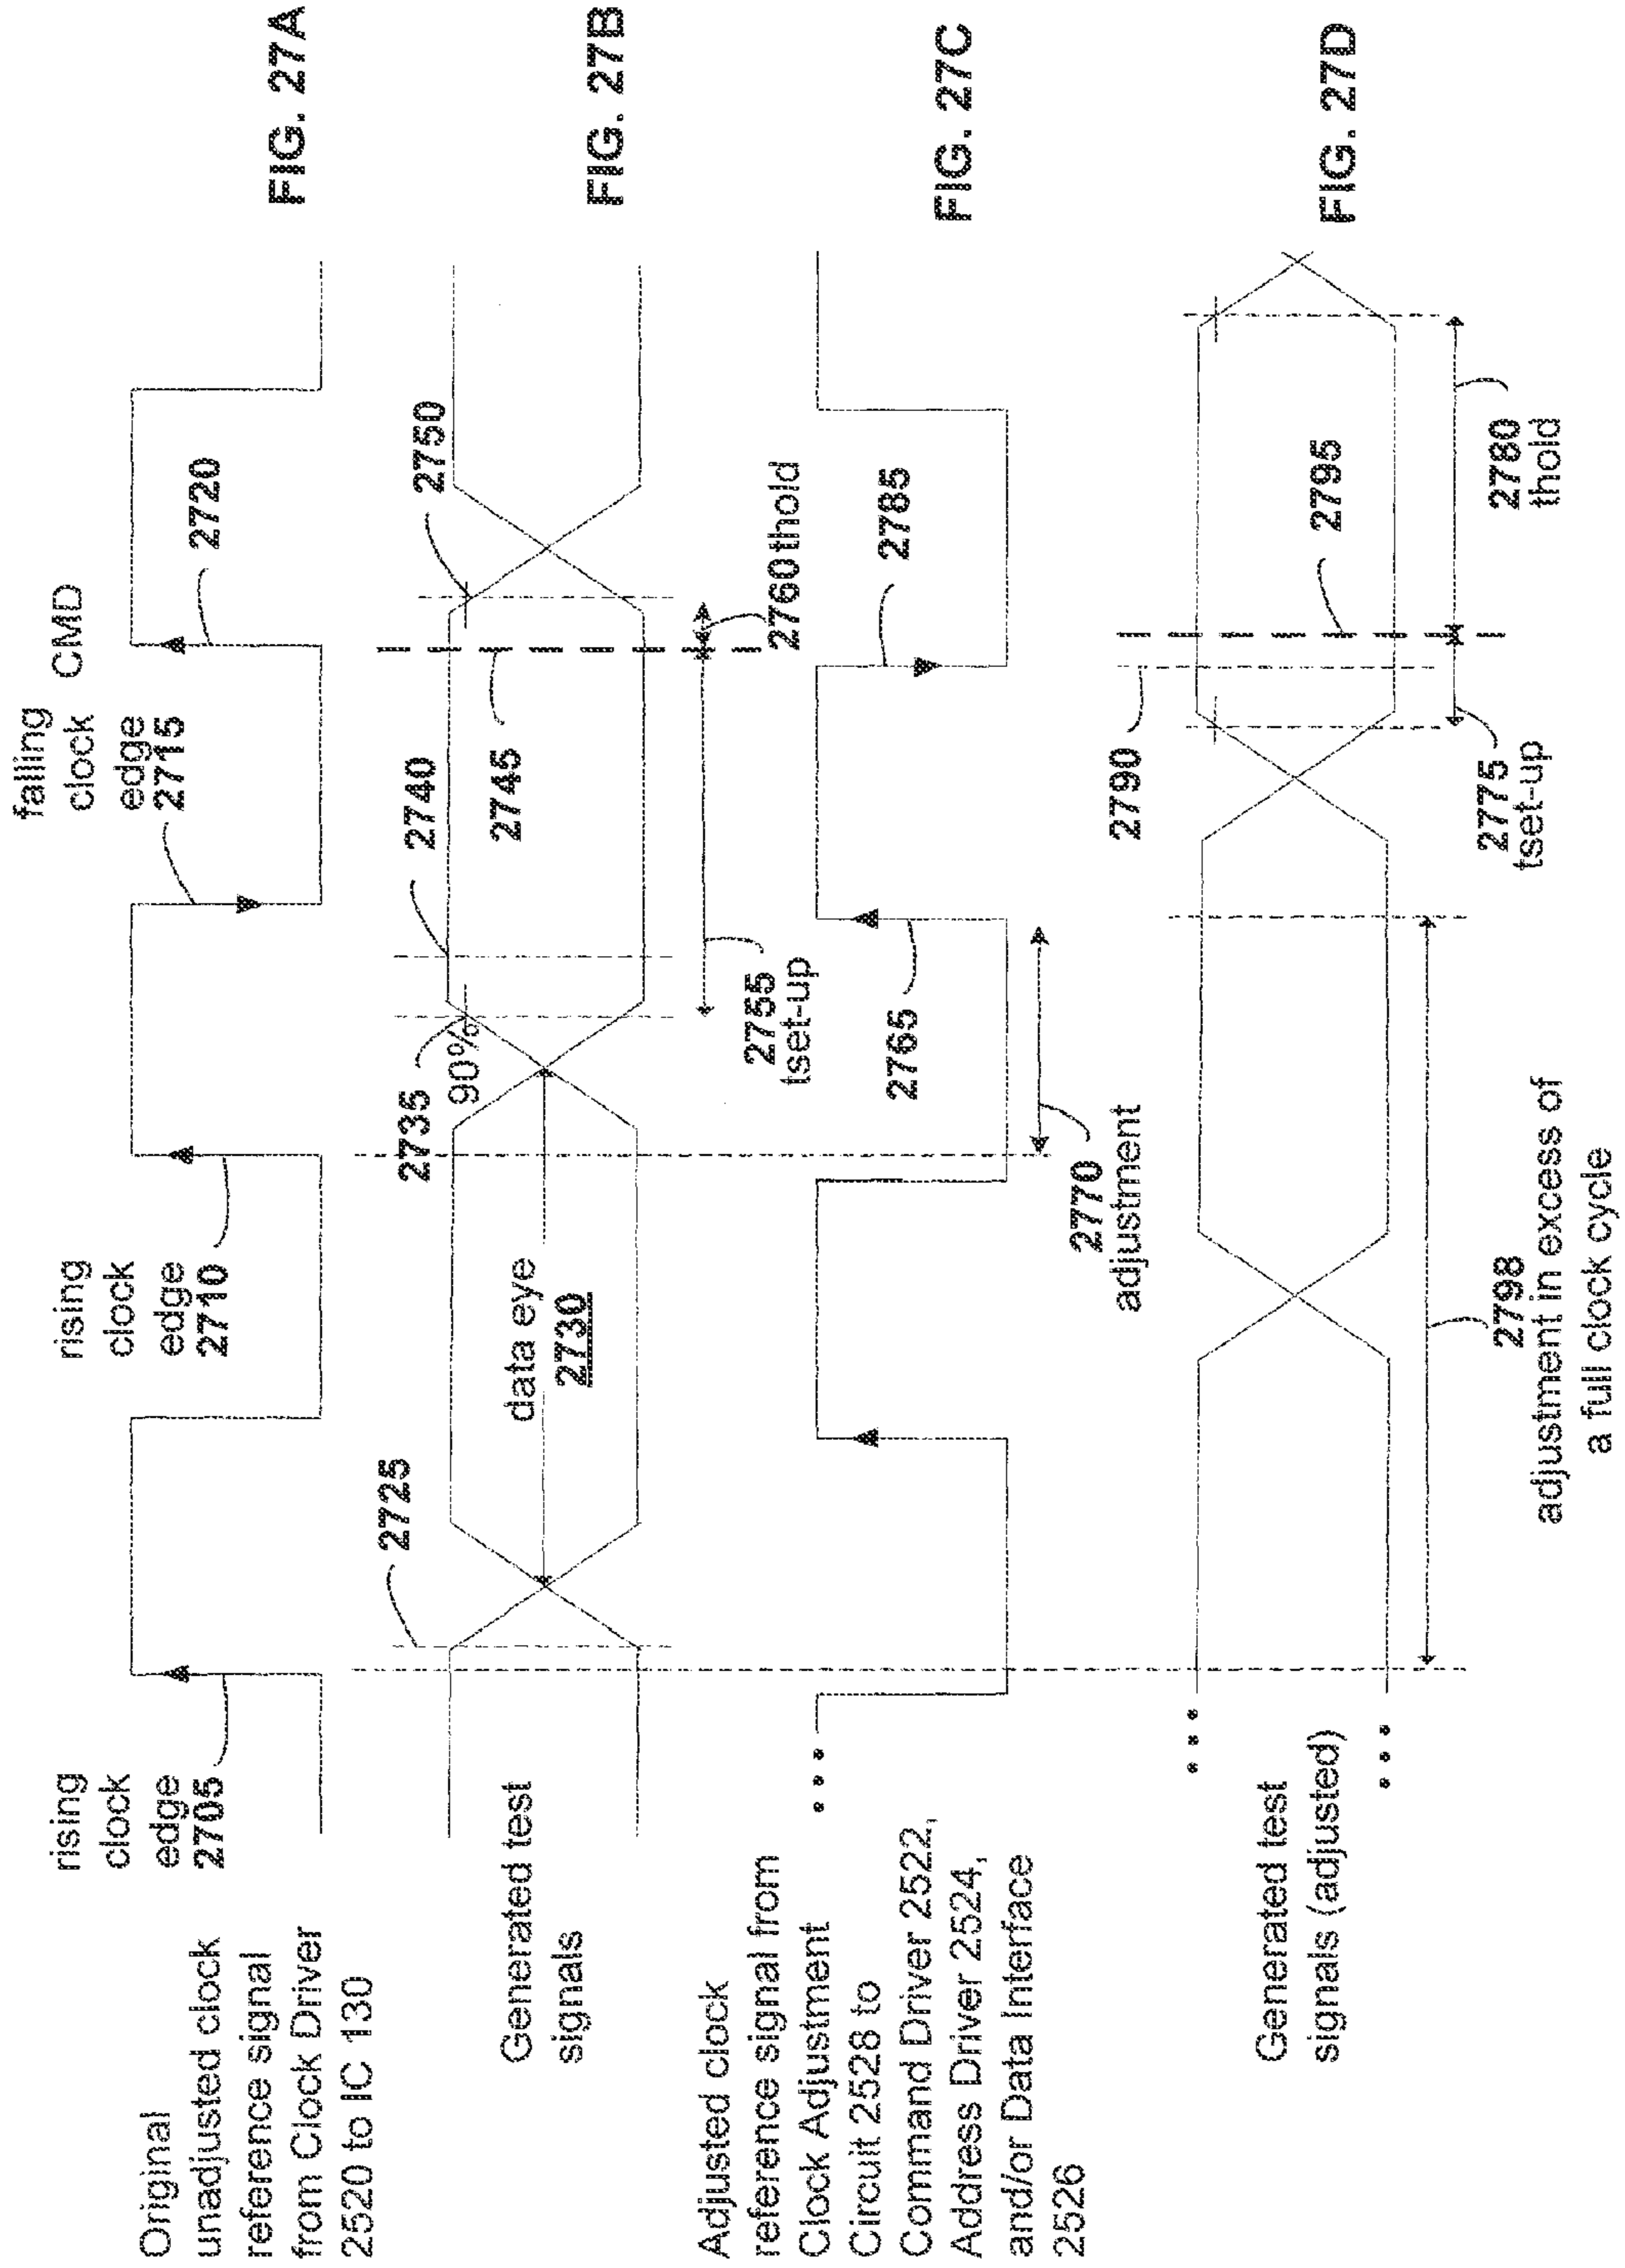 Original
unadjusted clock
reference signal
from Clock Driver
2520 to IC 130
rising
clock
edge
2705
rising
clock
edge
2710
falling
clock
edge
2715
CMD
2720
FIG. 27A
Generated test
signals
2725
data eye
2730
2735
90%
2740
2745
2750
2755
tset-up
2760 thold
FIG. 27B
Adjusted clock
reference signal from
Clock Adjustment
Circuit 2528 to
Command Driver 2522,
Address Driver 2524,
and/or Data Interface
2526
2765
2770
adjustment
2785
FIG. 27C
Generated test
signals (adjusted)
2790
2795
2775
tset-up
2780
thold
2798
adjustment in excess of
a full clock cycle
FIG. 27D